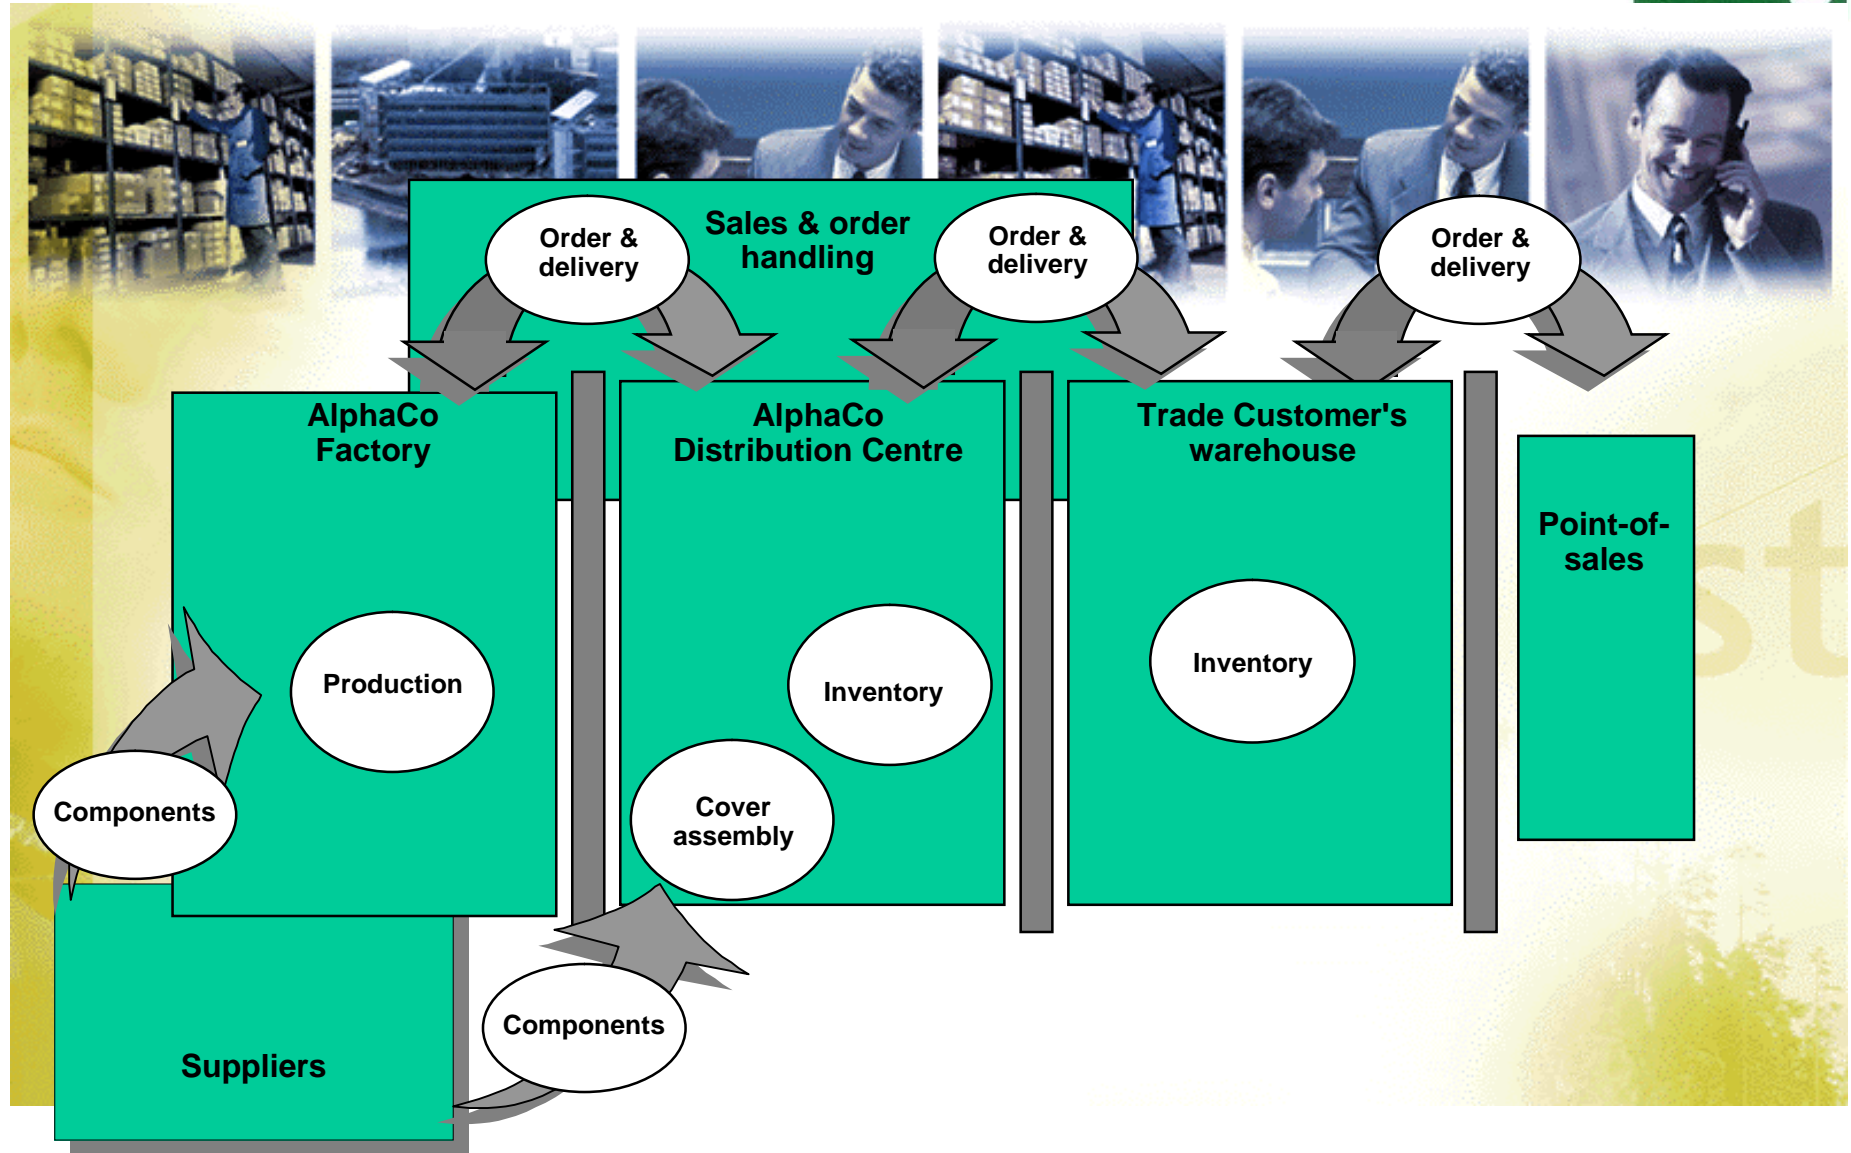 Order &
delivery
Sales & order
handling
Order &
delivery
Order &
delivery
AlphaCo
Factory
AlphaCo
Distribution Centre
Trade Customer's
warehouse
Point-of-
sales
Production
Inventory
Inventory
Components
Cover
assembly
Components
Suppliers
st